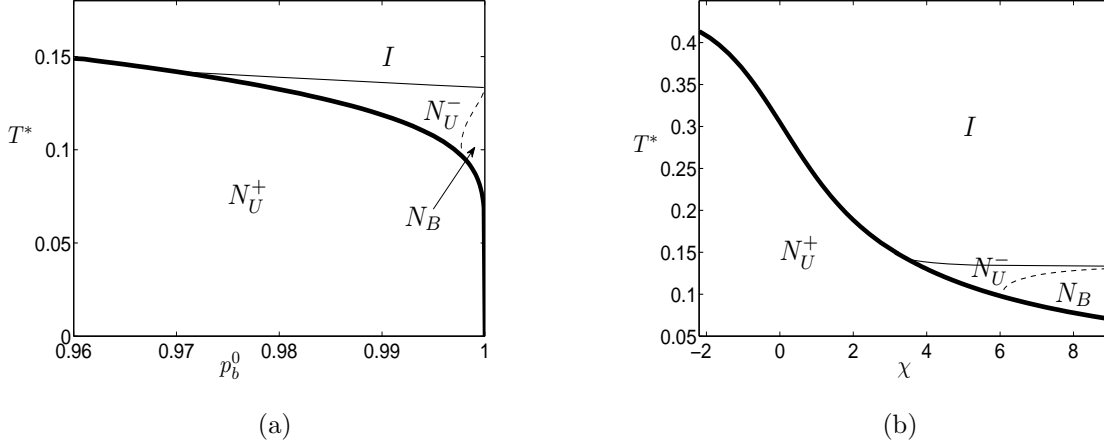 0.15
0.1
0.05
0
T*
I
N_U^-
N_U^+
N_B
0.96
0.97
0.98
0.99
1
p_b^0
(a)
0.4
0.35
0.3
0.25
0.2
0.15
0.1
0.05
T*
I
N_U^+
N_U^-
N_B
−2
0
2
4
6
8
χ
(b)